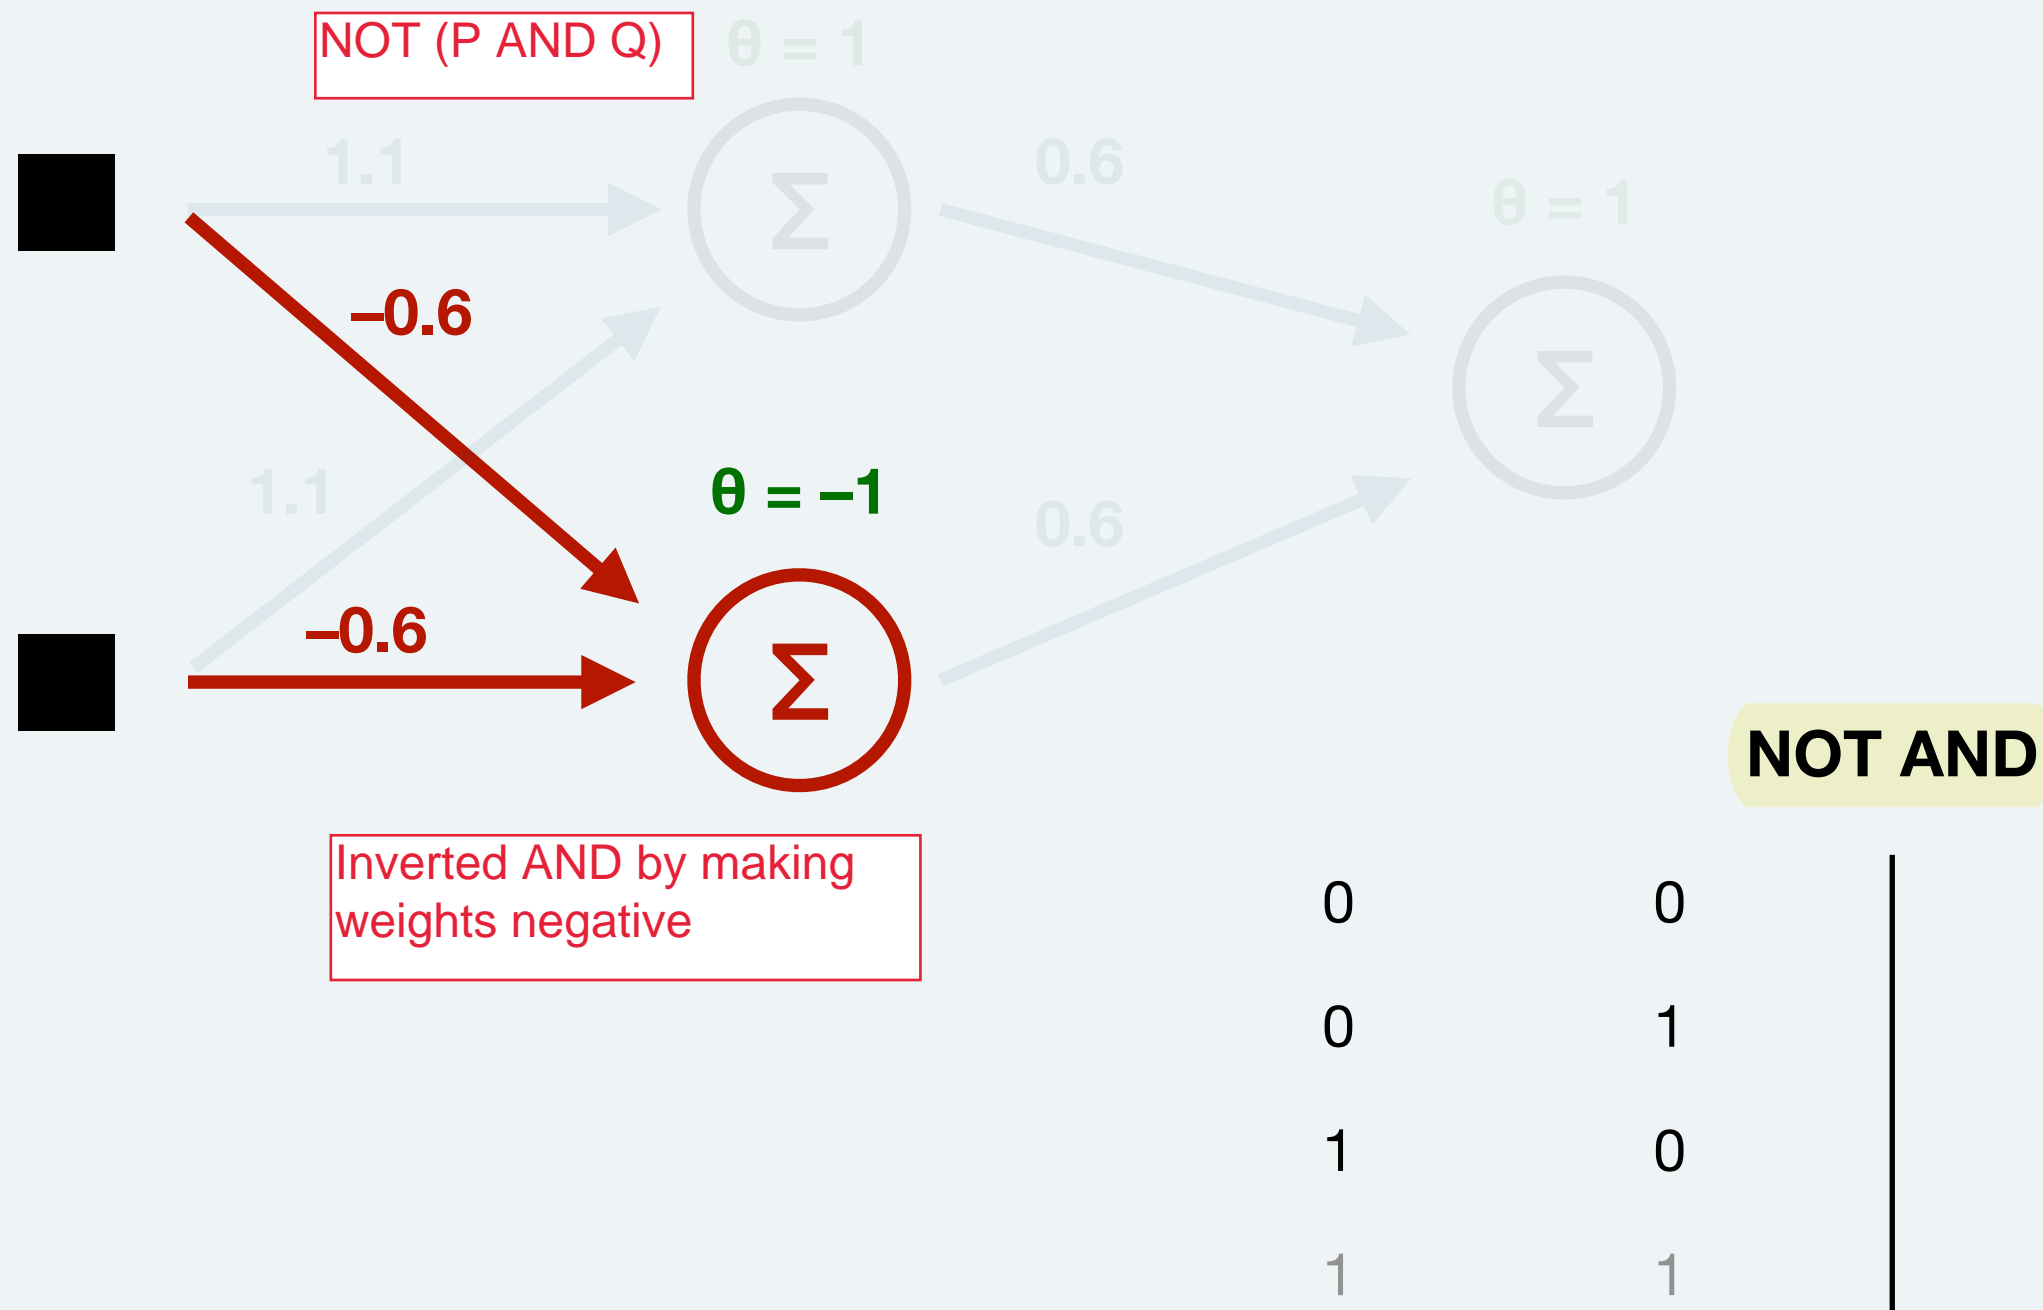 NOT (P AND Q)
θ = 1
1.1
0.6
Σ
θ = 1
–0.6
Σ
1.1
θ = –1
0.6
–0.6
Σ
NOT AND
Inverted AND by making
weights negative
0 0
0 1
1 0
1 1